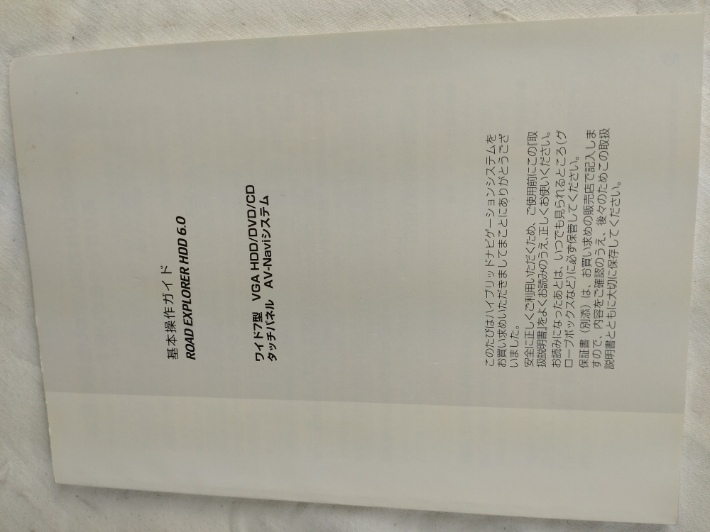 基本操作ガイド
ROAD EXPLORER HDD 6.0
ワイド7型　VGA HDD/DVD/CD
タッチパネル　AV-Naviシステム
このたびはハイブリッドナビゲーションシステムを
お買い求めいただきましてまことにありがとうござ
いました。
安全に正しくご利用いただくため、ご使用前にこの「取
扱説明書」をよくお読みのうえ、正しくお使いください。
お読みになったあとは、いつでも見られるところ（グ
ローブボックスなど）に必ず保管してください。
保証書（別添）は、お買い求めの販売店で記入しま
すので、内容をご確認のうえ、後々のためこの取扱
説明書とともに大切に保存してください。